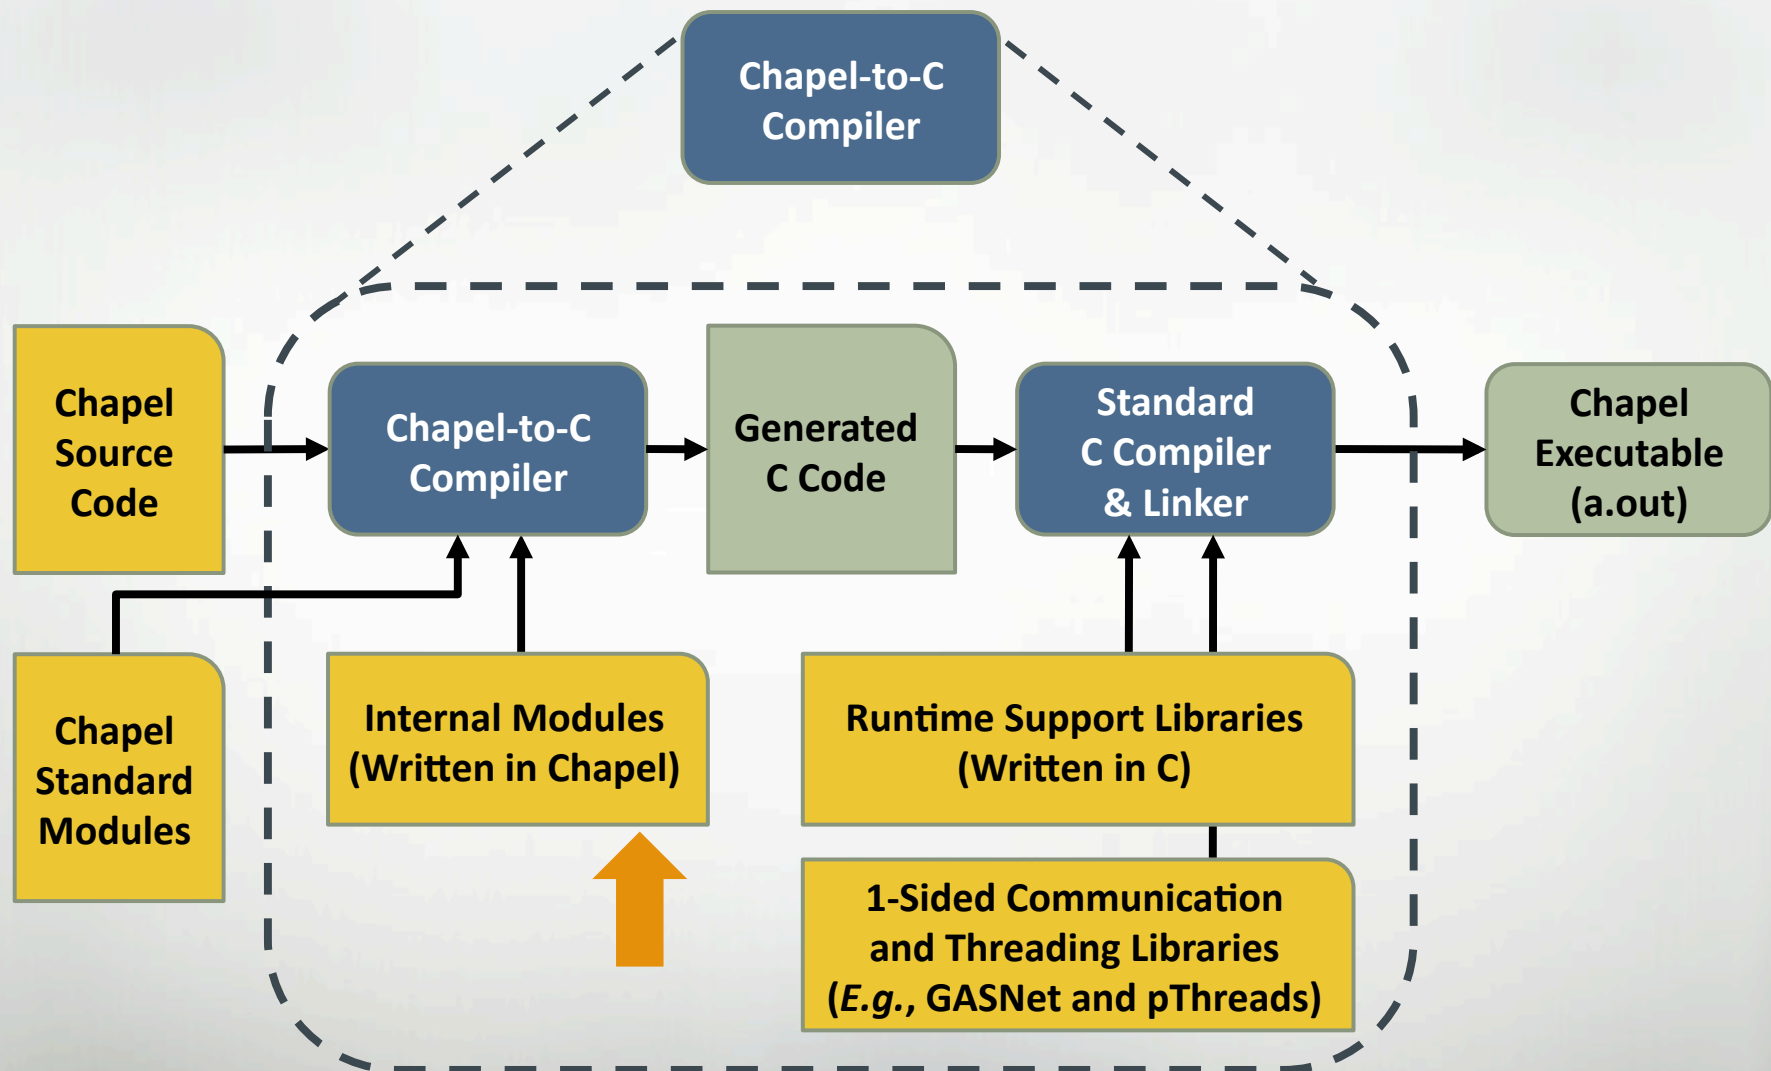 Chapel-to-C
Compiler
Chapel
Source
Code
Chapel-to-C
Compiler
Generated
C Code
Standard
C Compiler
& Linker
Chapel
Executable
(a.out)
Chapel
Standard
Modules
Internal Modules
(Written in Chapel)
Runtime Support Libraries
(Written in C)
1-Sided Communication
and Threading Libraries
(E.g., GASNet and pThreads)